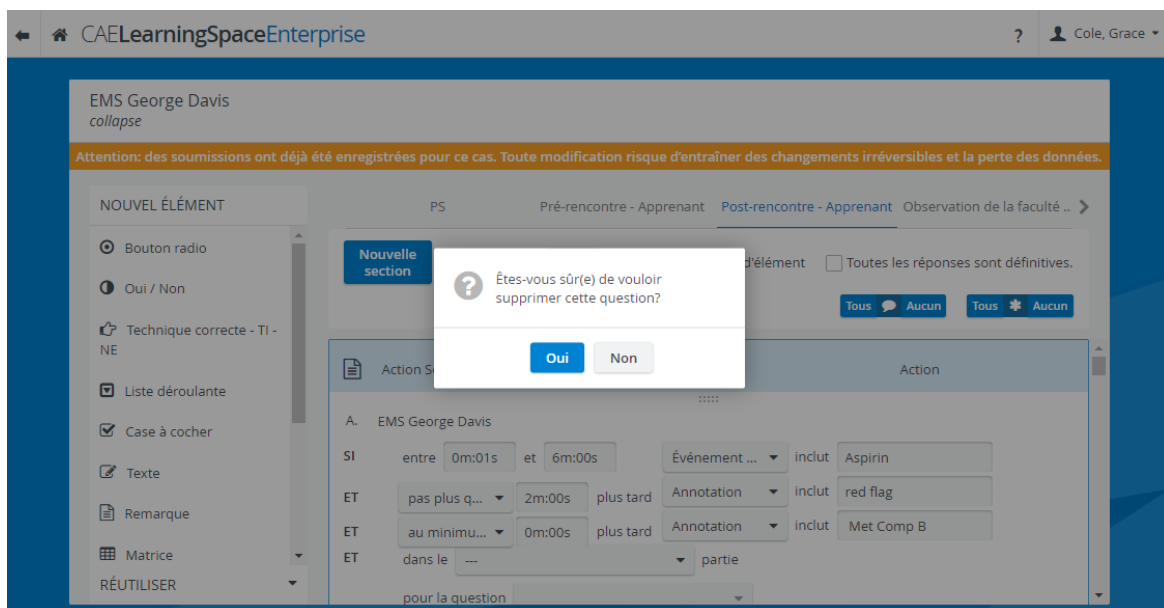 CAELearningSpaceEnterprise ? Cole, Grace
EMS George Davis
collapse
Attention: des soumissions ont déjà été enregistrées pour ce cas. Toute modification risque d'entraîner des changements irréversibles et la perte des données.
NOUVEL ÉLÉMENT
Bouton radio
Oui / Non
Technique correcte - TI -
NE
Liste déroulante
Case à cocher
Texte
Remarque
Matrice
RÉUTILISER
PS Pré-rencontre - Apprenant Post-rencontre - Apprenant Observation de la faculté ..
Nouvelle
section
d'élément Toutes les réponses sont définitives.
Tous Aucun Tous Aucun
Êtes-vous sûr(e) de vouloir
supprimer cette question?
Oui Non
Action S Action
A. EMS George Davis
SI entre 0m:01s et 6m:00s Événement ... inclut Aspirin
ET pas plus q... 2m:00s plus tard Annotation inclut red flag
ET au minimu... 0m:00s plus tard Annotation inclut Met Comp B
ET dans le --- partie
pour la question